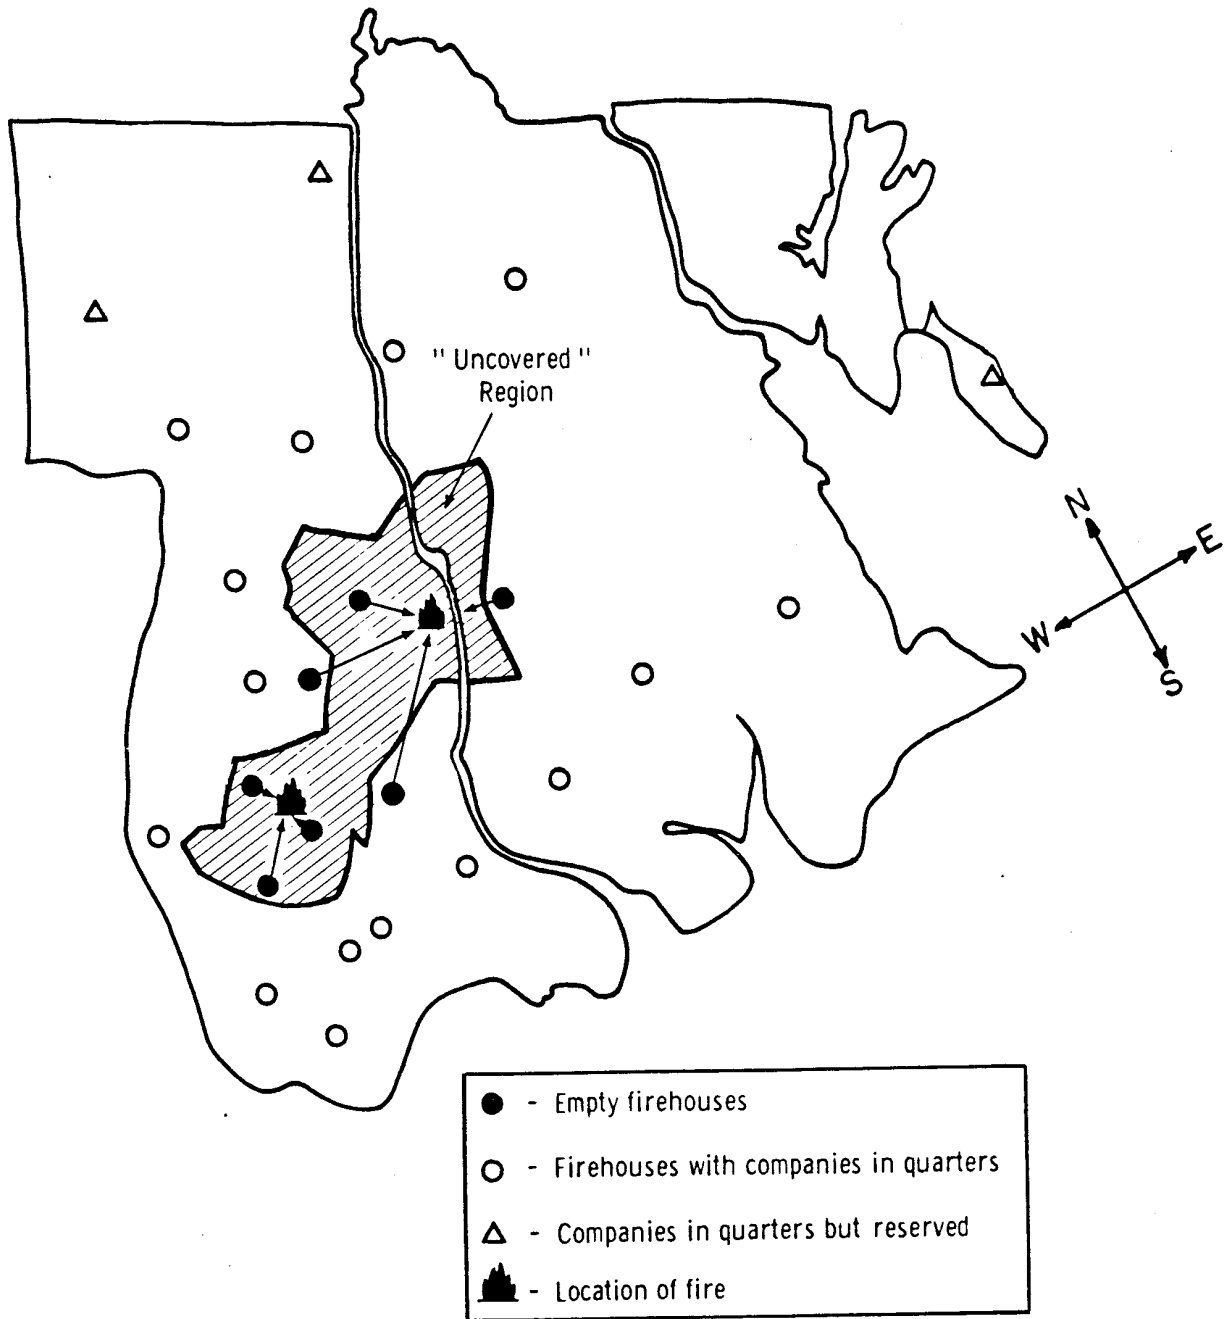 " Uncovered "
Region
N
E
W
S
- Empty firehouses
- Firehouses with companies in quarters
- Companies in quarters but reserved
- Location of fire